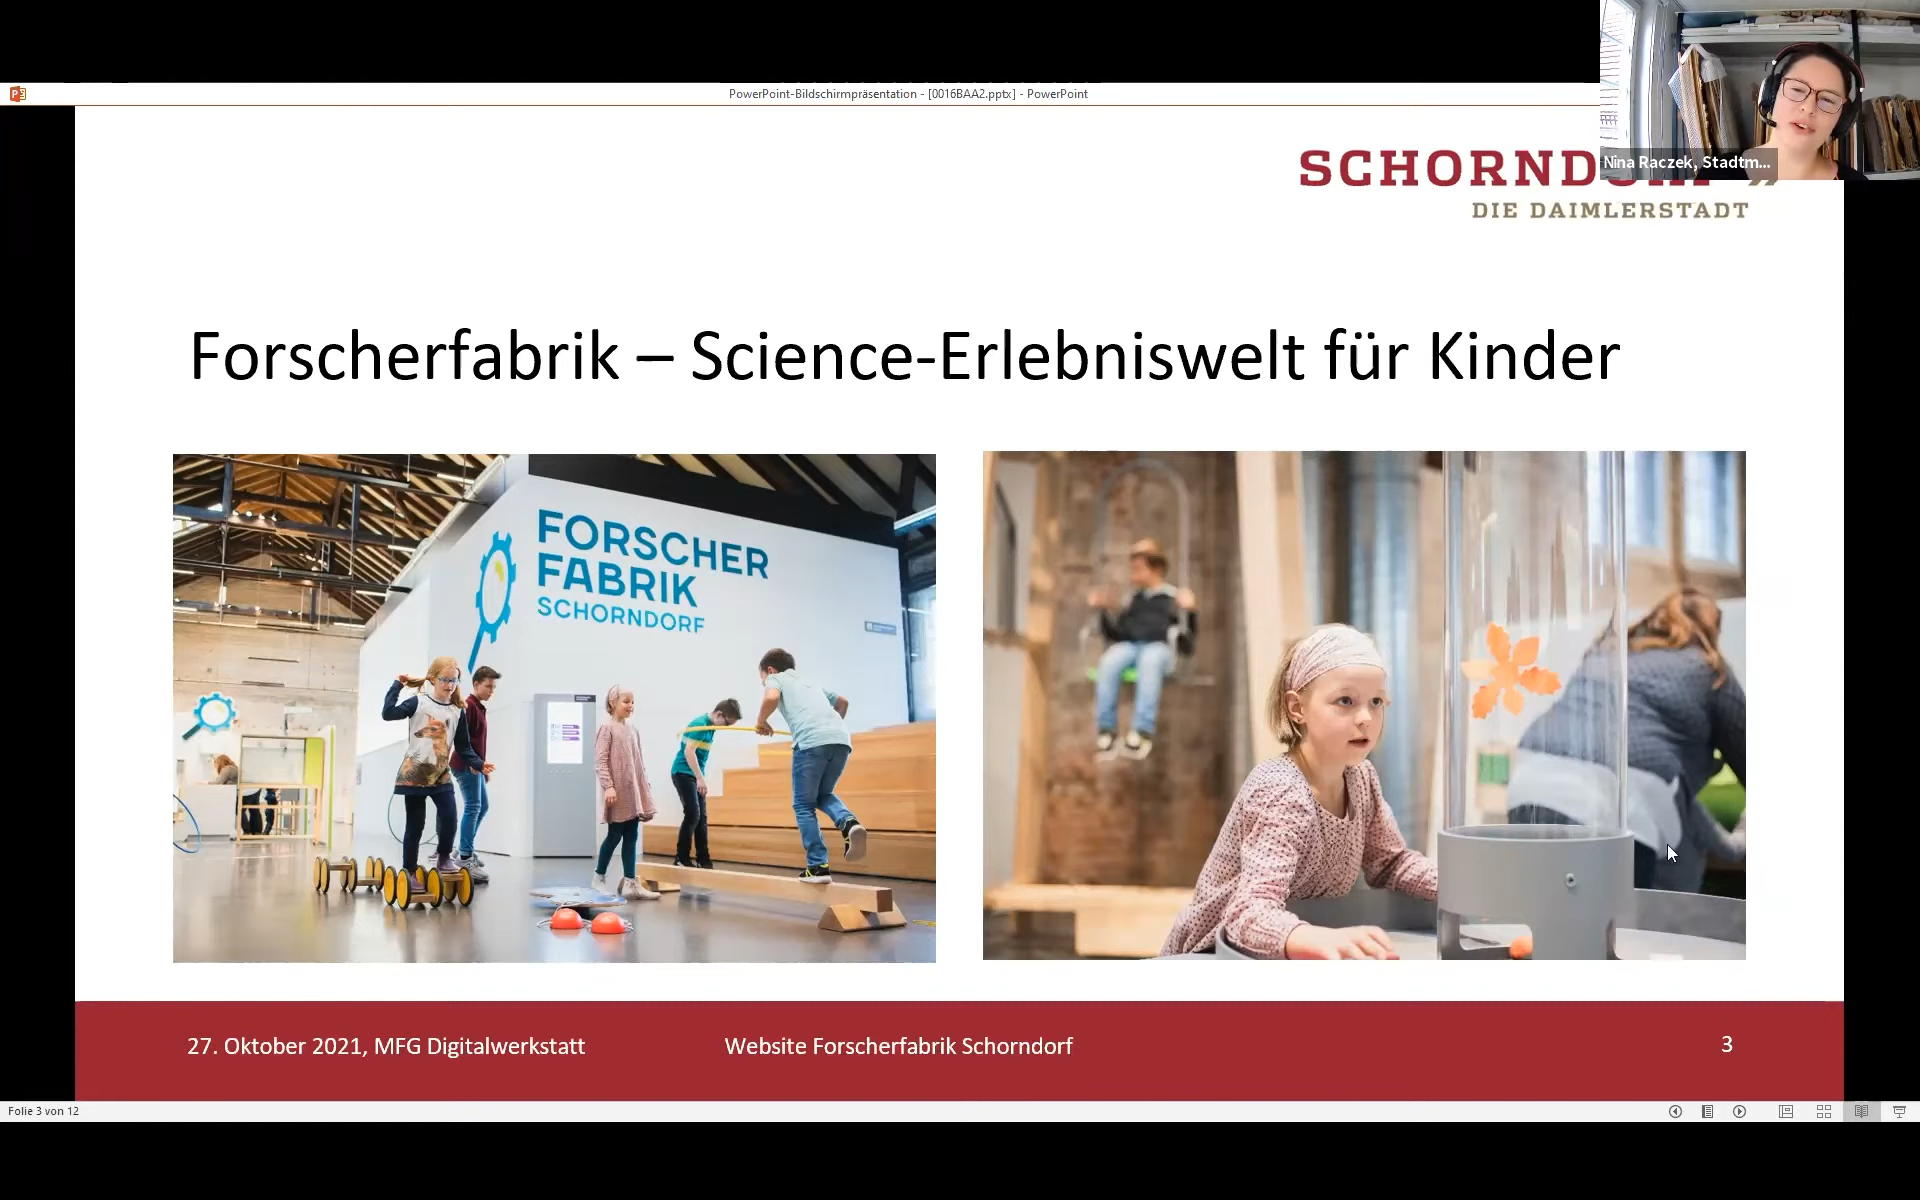 PowerPoint-Bildschirmpräsentation - [0016BAA2.pptx] - PowerPoint
Nina Raczek, Stadtm...
SCHORNDORF
DIE DAIMLERSTADT
Forscherfabrik – Science-Erlebniswelt für Kinder
FORSCHER
FABRIK
SCHORNDORF
27. Oktober 2021, MFG Digitalwerkstatt
Website Forscherfabrik Schorndorf
3
Folie 3 von 12